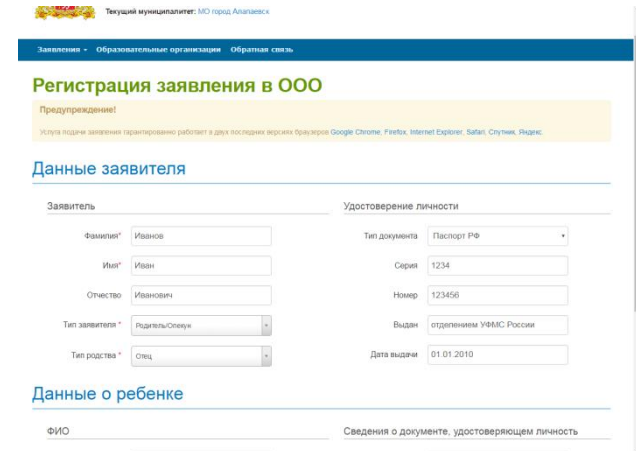 Текущий муниципалитет: МО город Алапаевск
Заявления Образовательные организации Обратная связь
Регистрация заявления в ООО
Предупреждение!
Услуга подачи заявления гарантированно работает в двух последних версиях браузеров Google Chrome, Firefox, Internet Explorer, Safari, Спутник, Яндекс.
Данные заявителя
Заявитель
Фамилия* Иванов
Имя* Иван
Отчество Иванович
Тип заявителя * Родитель/Опекун
Тип родства * Отец
Удостоверение личности
Тип документа Паспорт РФ
Серия 1234
Номер 123456
Выдан отделением УФМС России
Дата выдачи 01.01.2010
Данные о ребенке
ФИО
Сведения о документе, удостоверяющем личность